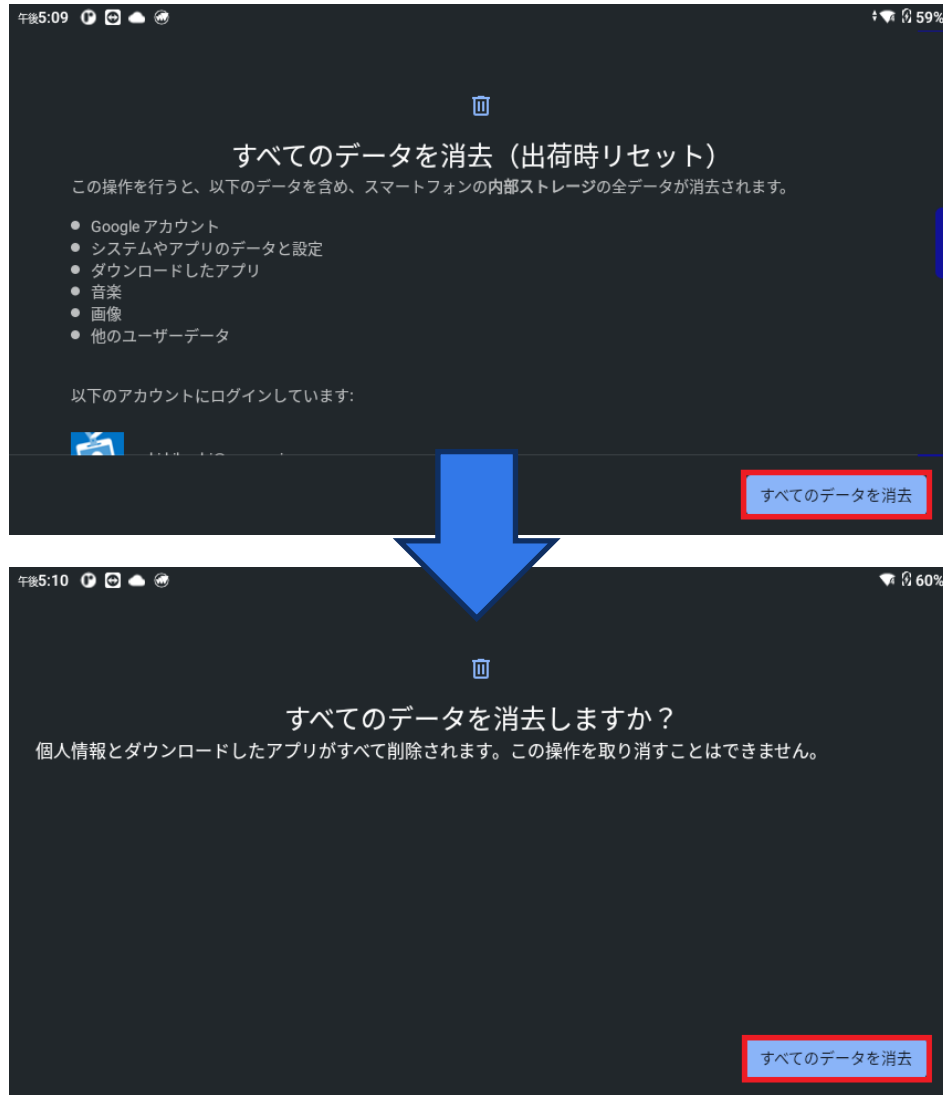 午後5:09 59%
すべてのデータを消去（出荷時リセット）
この操作を行うと、以下のデータを含め、スマートフォンの内部ストレージの全データが消去されます。
● Google アカウント
● システムやアプリのデータと設定
● ダウンロードしたアプリ
● 音楽
● 画像
● 他のユーザーデータ
以下のアカウントにログインしています:
すべてのデータを消去
午後5:10 60%
すべてのデータを消去しますか？
個人情報とダウンロードしたアプリがすべて削除されます。この操作を取り消すことはできません。
すべてのデータを消去